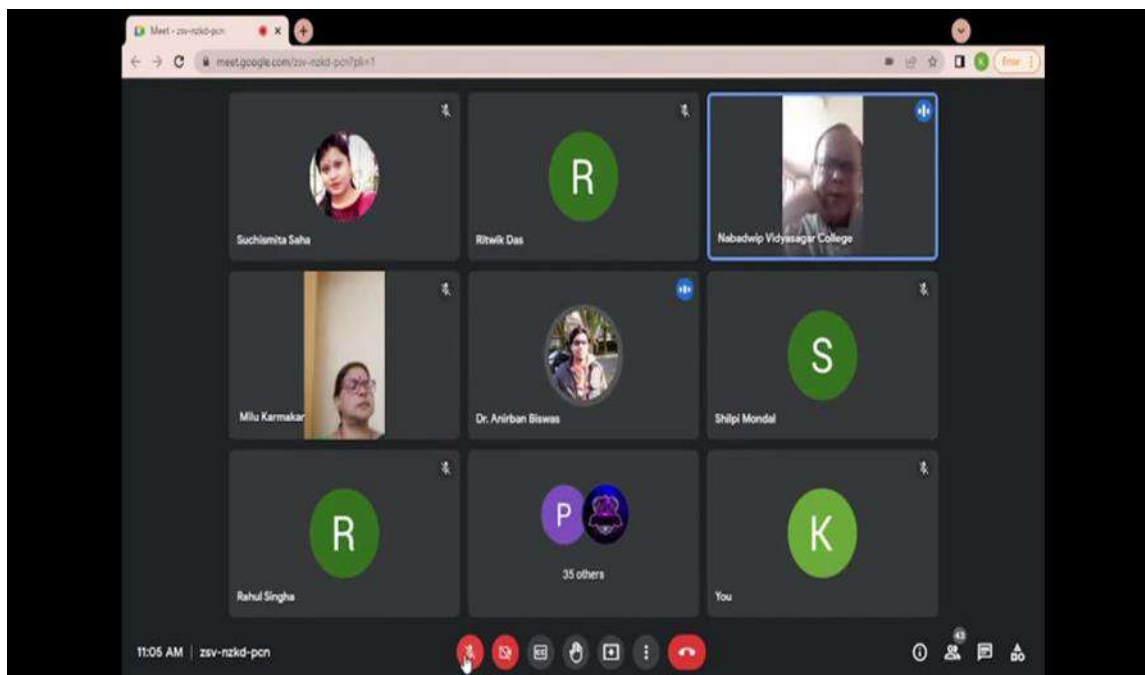 Meet - zsv-nzkd-pcn
meet.google.com/zsv-nzkd-pcn?pli=1
K
Error
R
Suchismita Saha
Ritwik Das
Nabadwip Vidyasagar College
S
Milu Karmakar
Dr. Anirban Biswas
Shilpi Mondal
R
P
K
35 others
Rahul Singha
You
11:05 AM | zsv-nzkd-pcn
CC
43